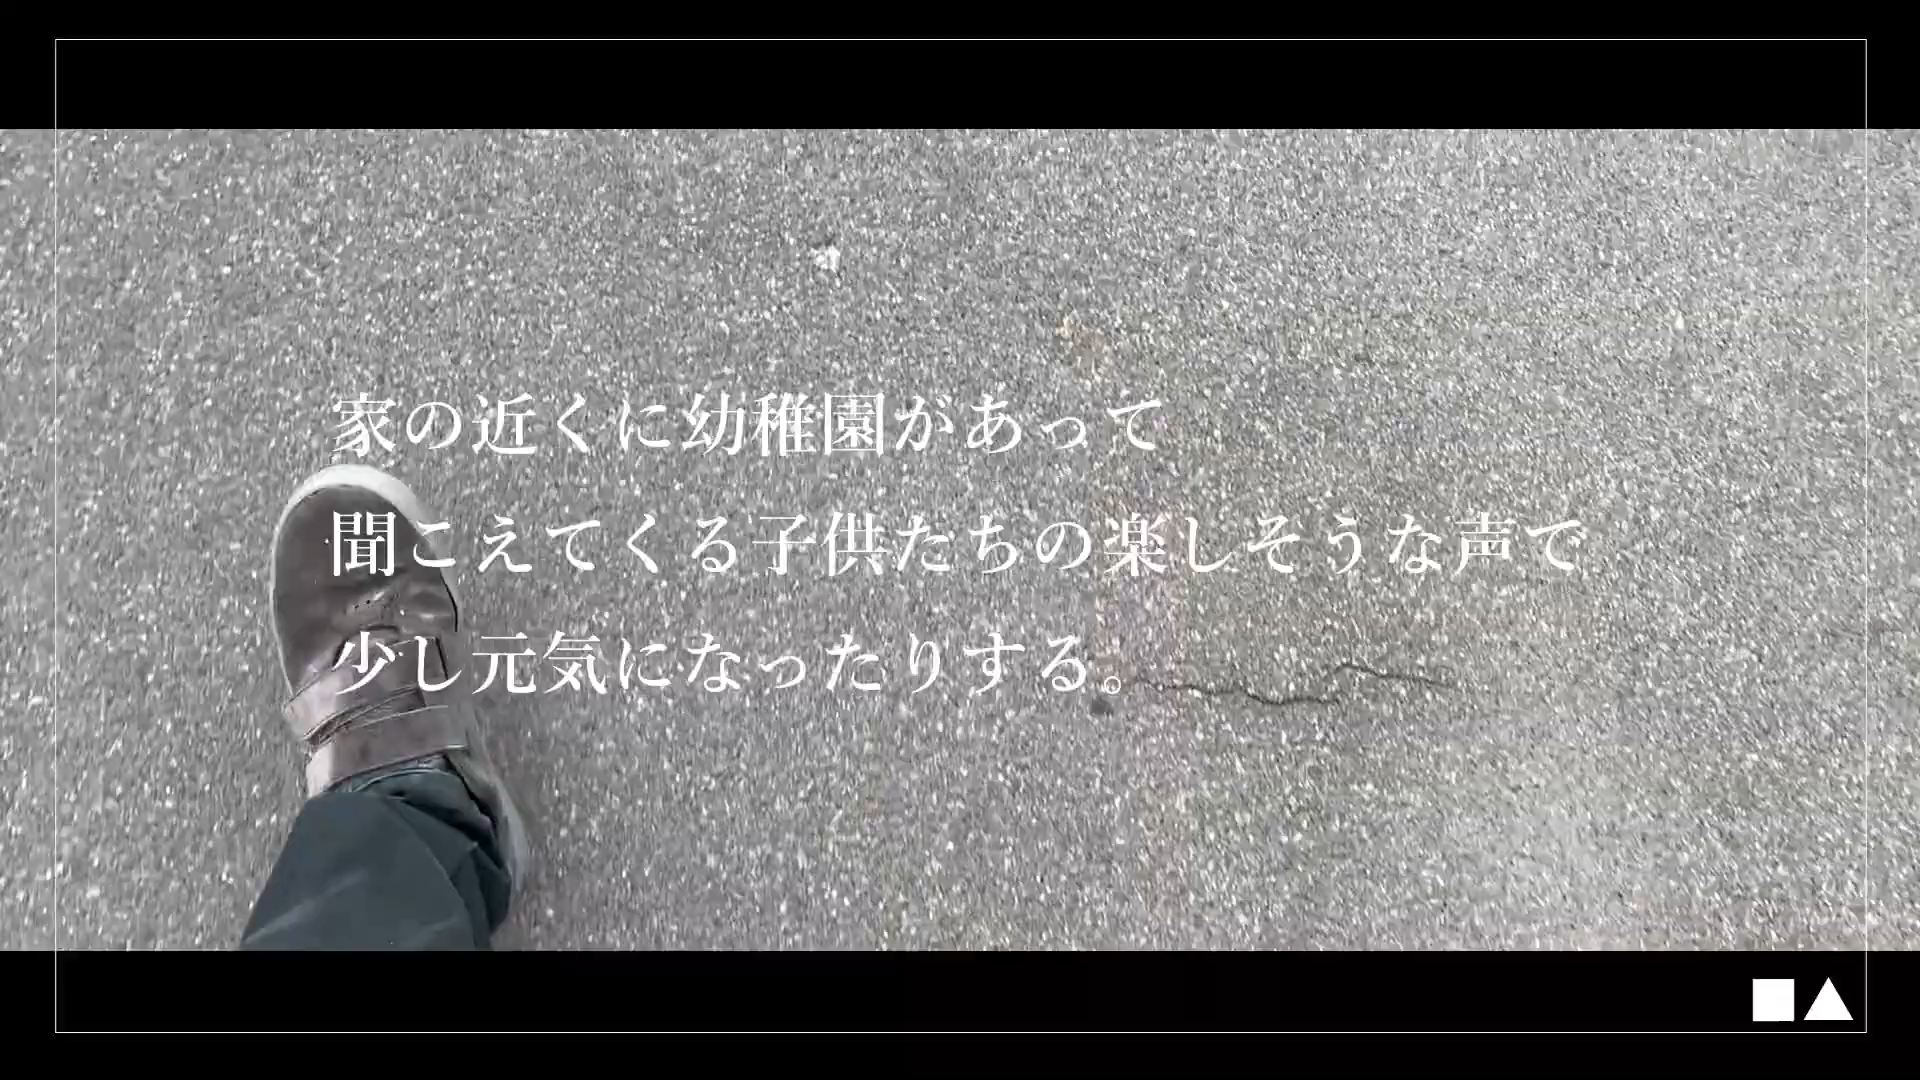 家の近くに幼稚園があって
聞こえてくる子供たちの楽しそうな声で
少し元気になったりする。